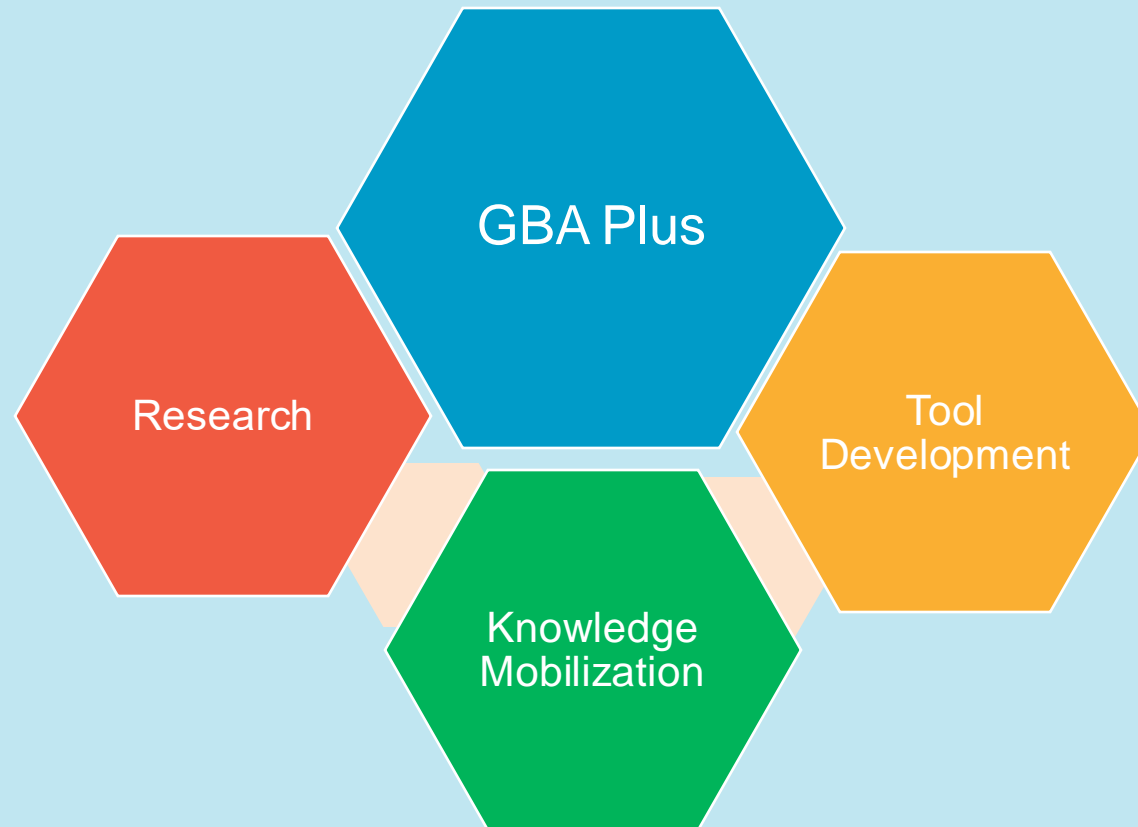 GBA Plus
Research
Tool
Development
Knowledge
Mobilization